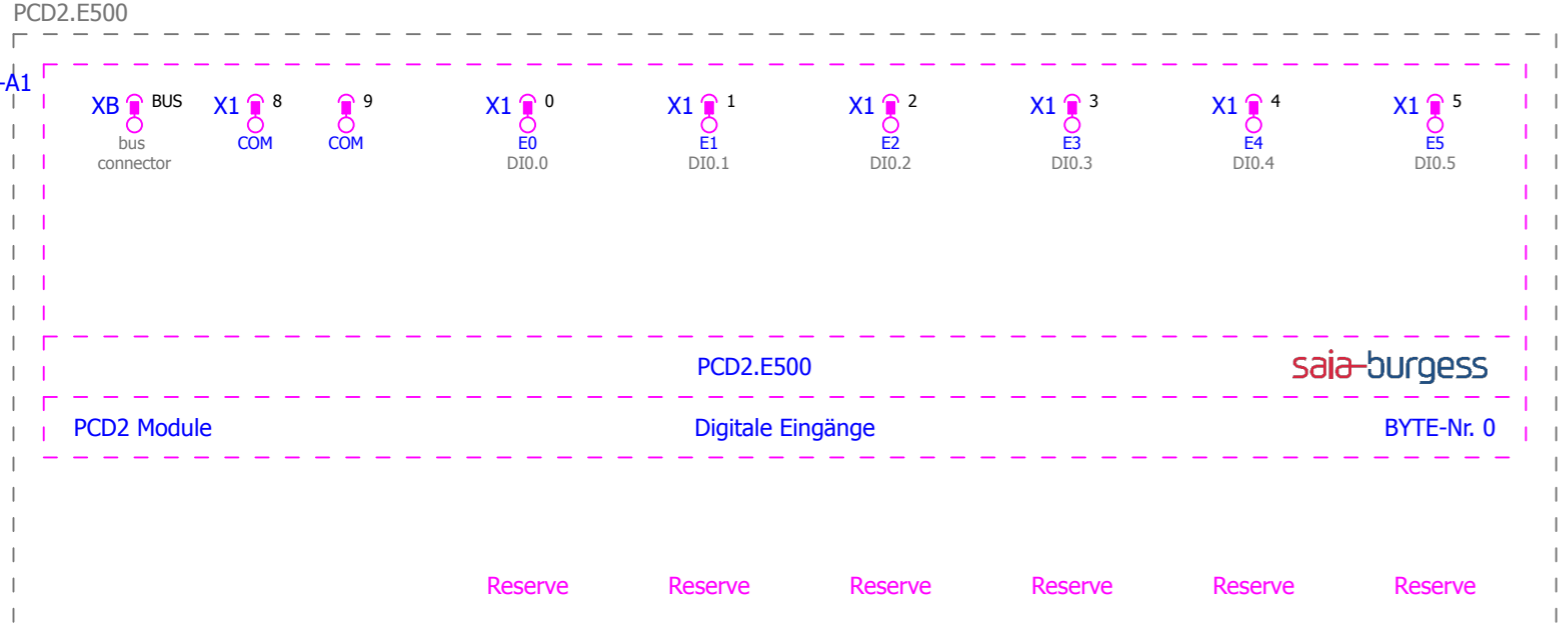 PCD2.E500
-A1
XB BUS X1 8 9 X1 0 X1 1 X1 2 X1 3 X1 4 X1 5
bus COM COM E0 E1 E2 E3 E4 E5
connector DI0.0 DI0.1 DI0.2 DI0.3 DI0.4 DI0.5
PCD2.E500 saia-burgess
PCD2 Module Digitale Eingänge BYTE-Nr. 0
Reserve Reserve Reserve Reserve Reserve Reserve